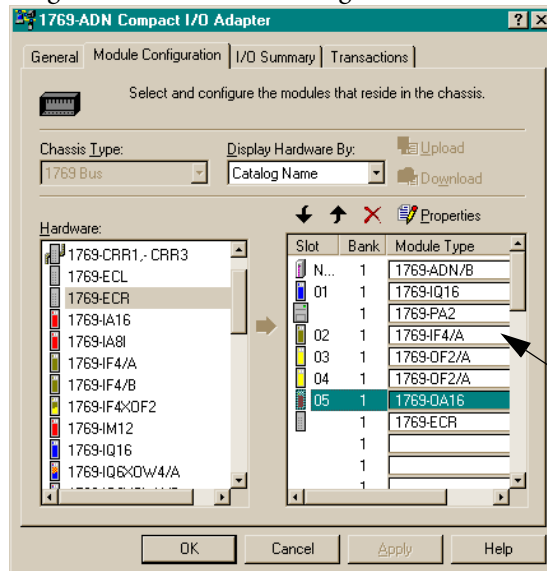 1769-ADN Compact I/O Adapter
General Module Configuration I/O Summary Transactions
Select and configure the modules that reside in the chassis.
Chassis Type:
1769 Bus
Display Hardware By:
Catalog Name
Upload
Download
Properties
Hardware:
1769-CRR1,- CRR3
1769-ECL
1769-ECR
1769-IA16
1769-IA8I
1769-IF4/A
1769-IF4/B
1769-IF4XOF2
1769-IM12
1769-IQ16
1769-IQ6XOW4/A
Slot Bank Module Type
N... 1 1769-ADN/B
01 1 1769-IQ16
1 1769-PA2
02 1 1769-IF4/A
03 1 1769-OF2/A
04 1 1769-OF2/A
05 1 1769-OA16
1 1769-ECR
1
1
1
OK Cancel Apply Help